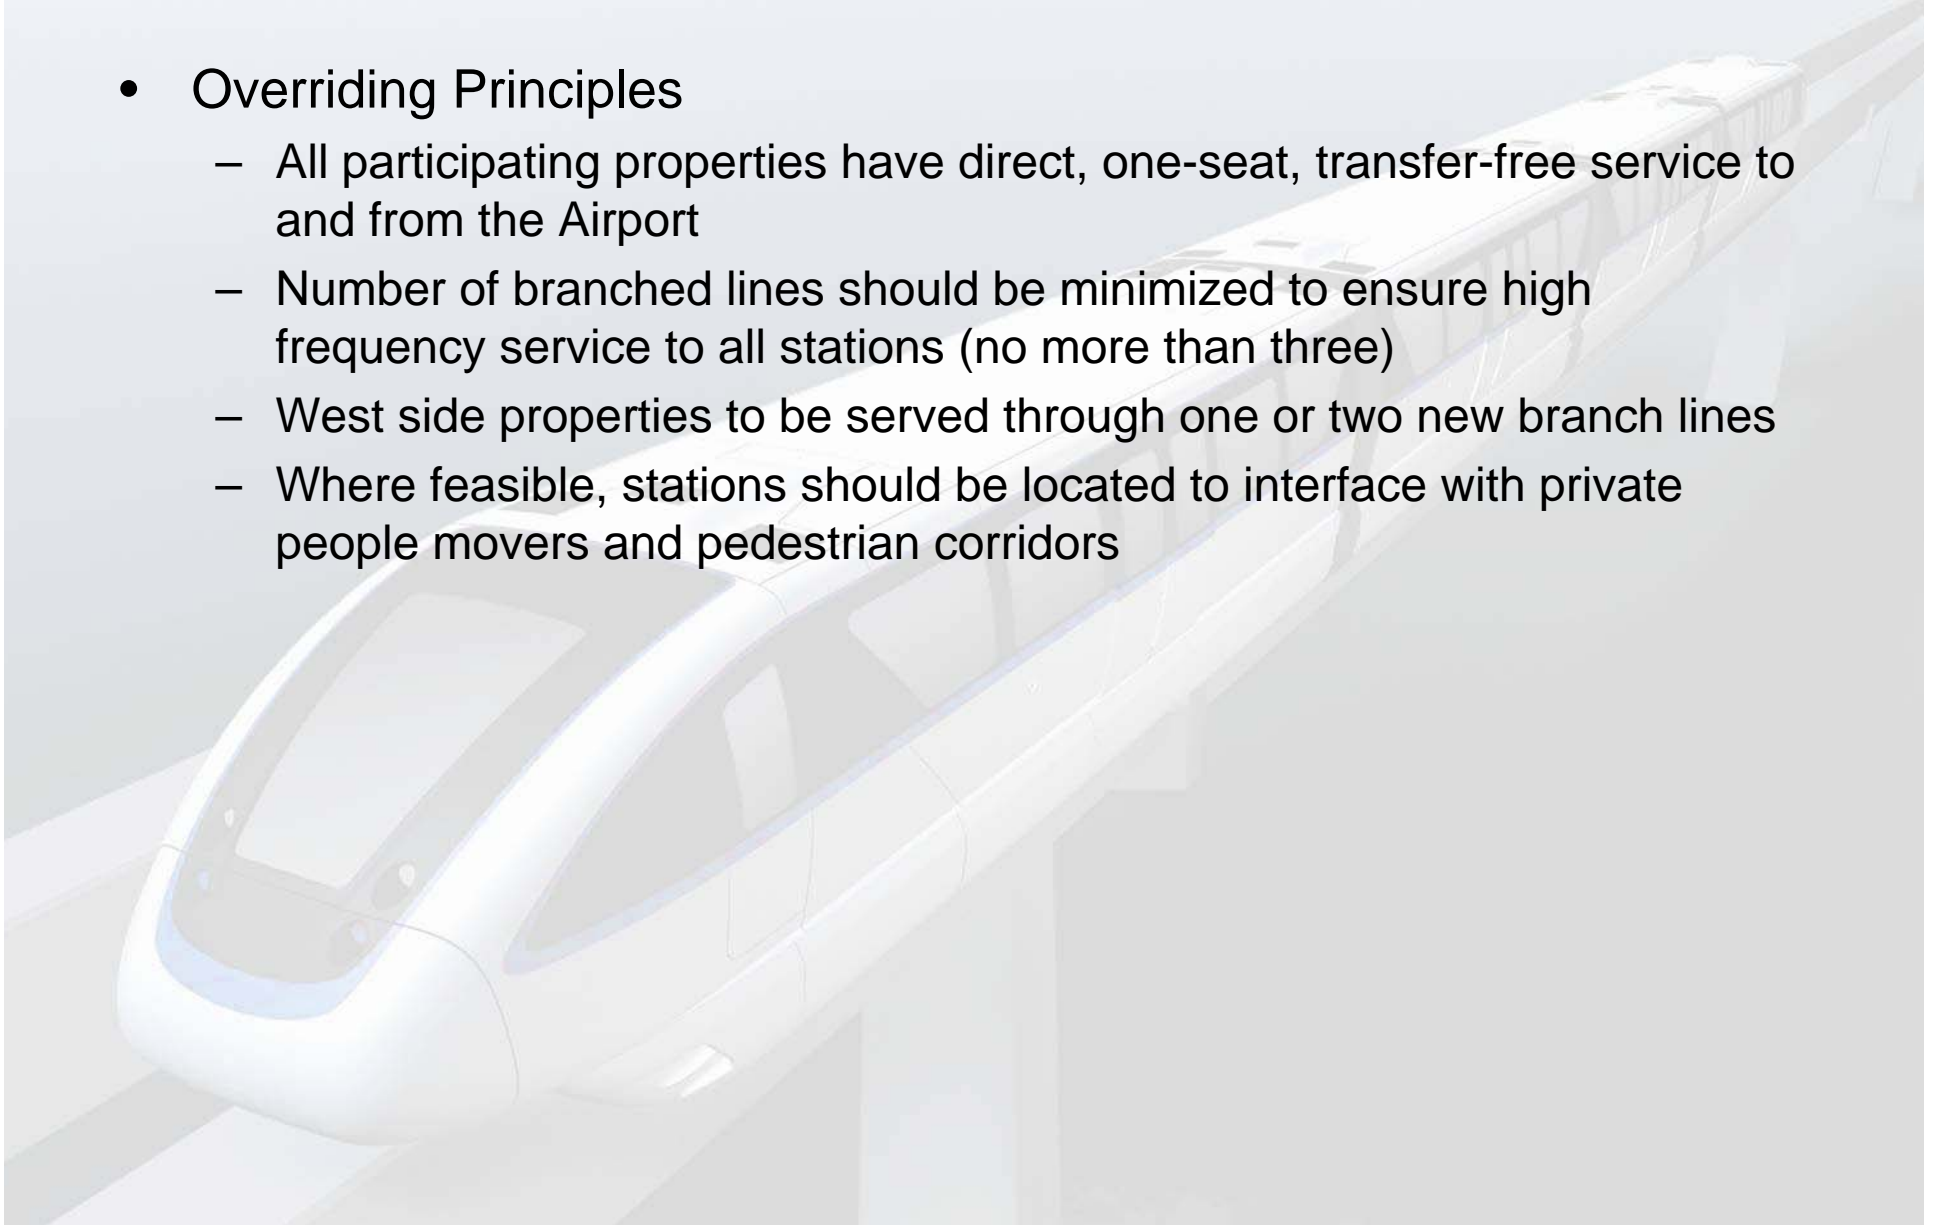 • Overriding Principles
– All participating properties have direct, one-seat, transfer-free service to
and from the Airport
– Number of branched lines should be minimized to ensure high
frequency service to all stations (no more than three)
– West side properties to be served through one or two new branch lines
– Where feasible, stations should be located to interface with private
people movers and pedestrian corridors